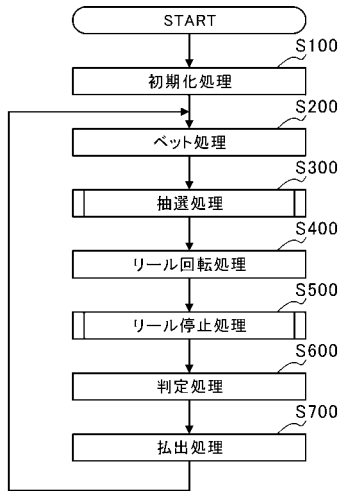 START
S100
初期化処理
S200
ベット処理
S300
抽選処理
S400
リール回転処理
S500
リール停止処理
S600
判定処理
S700
払出処理